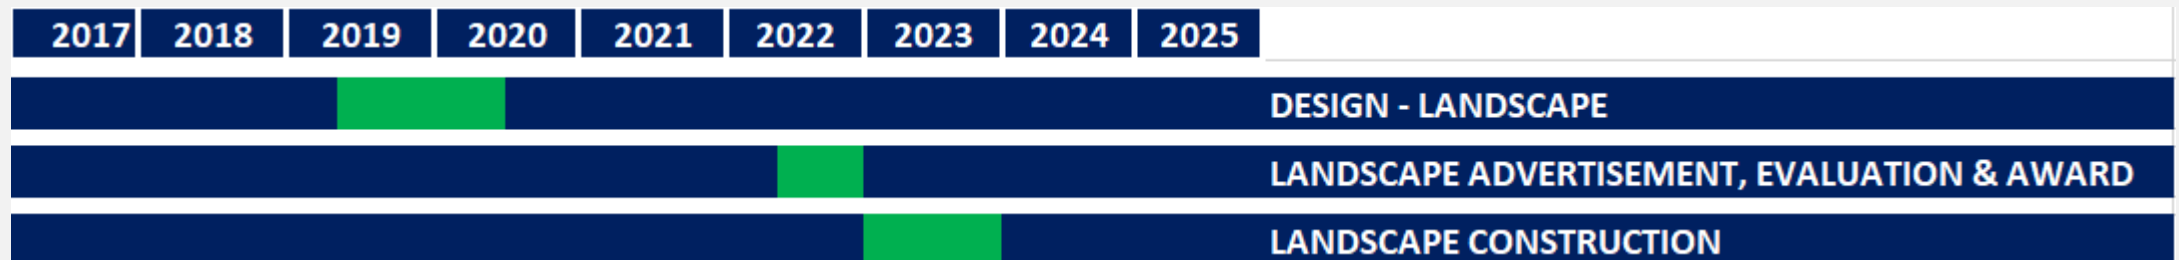 2017 2018 2019 2020 2021 2022 2023 2024 2025
DESIGN - LANDSCAPE
LANDSCAPE ADVERTISEMENT, EVALUATION & AWARD
LANDSCAPE CONSTRUCTION